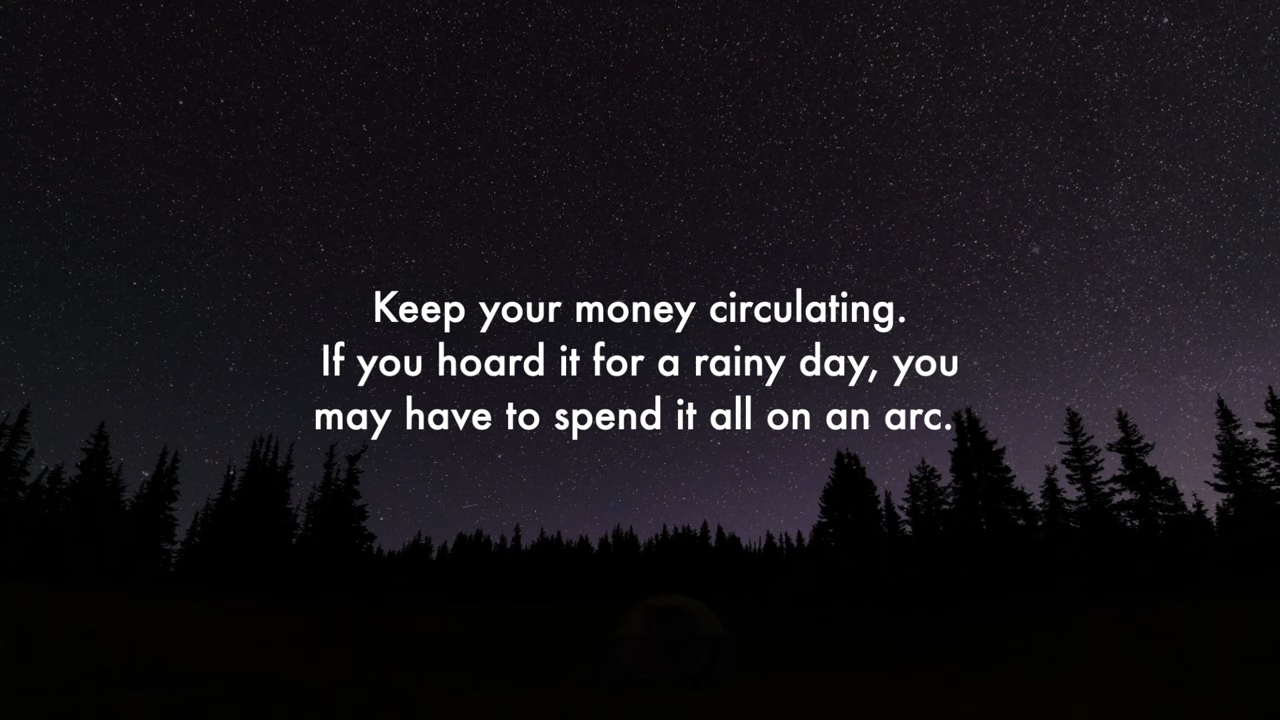 Keep your money circulating.
If you hoard it for a rainy day, you
may have to spend it all on an arc.